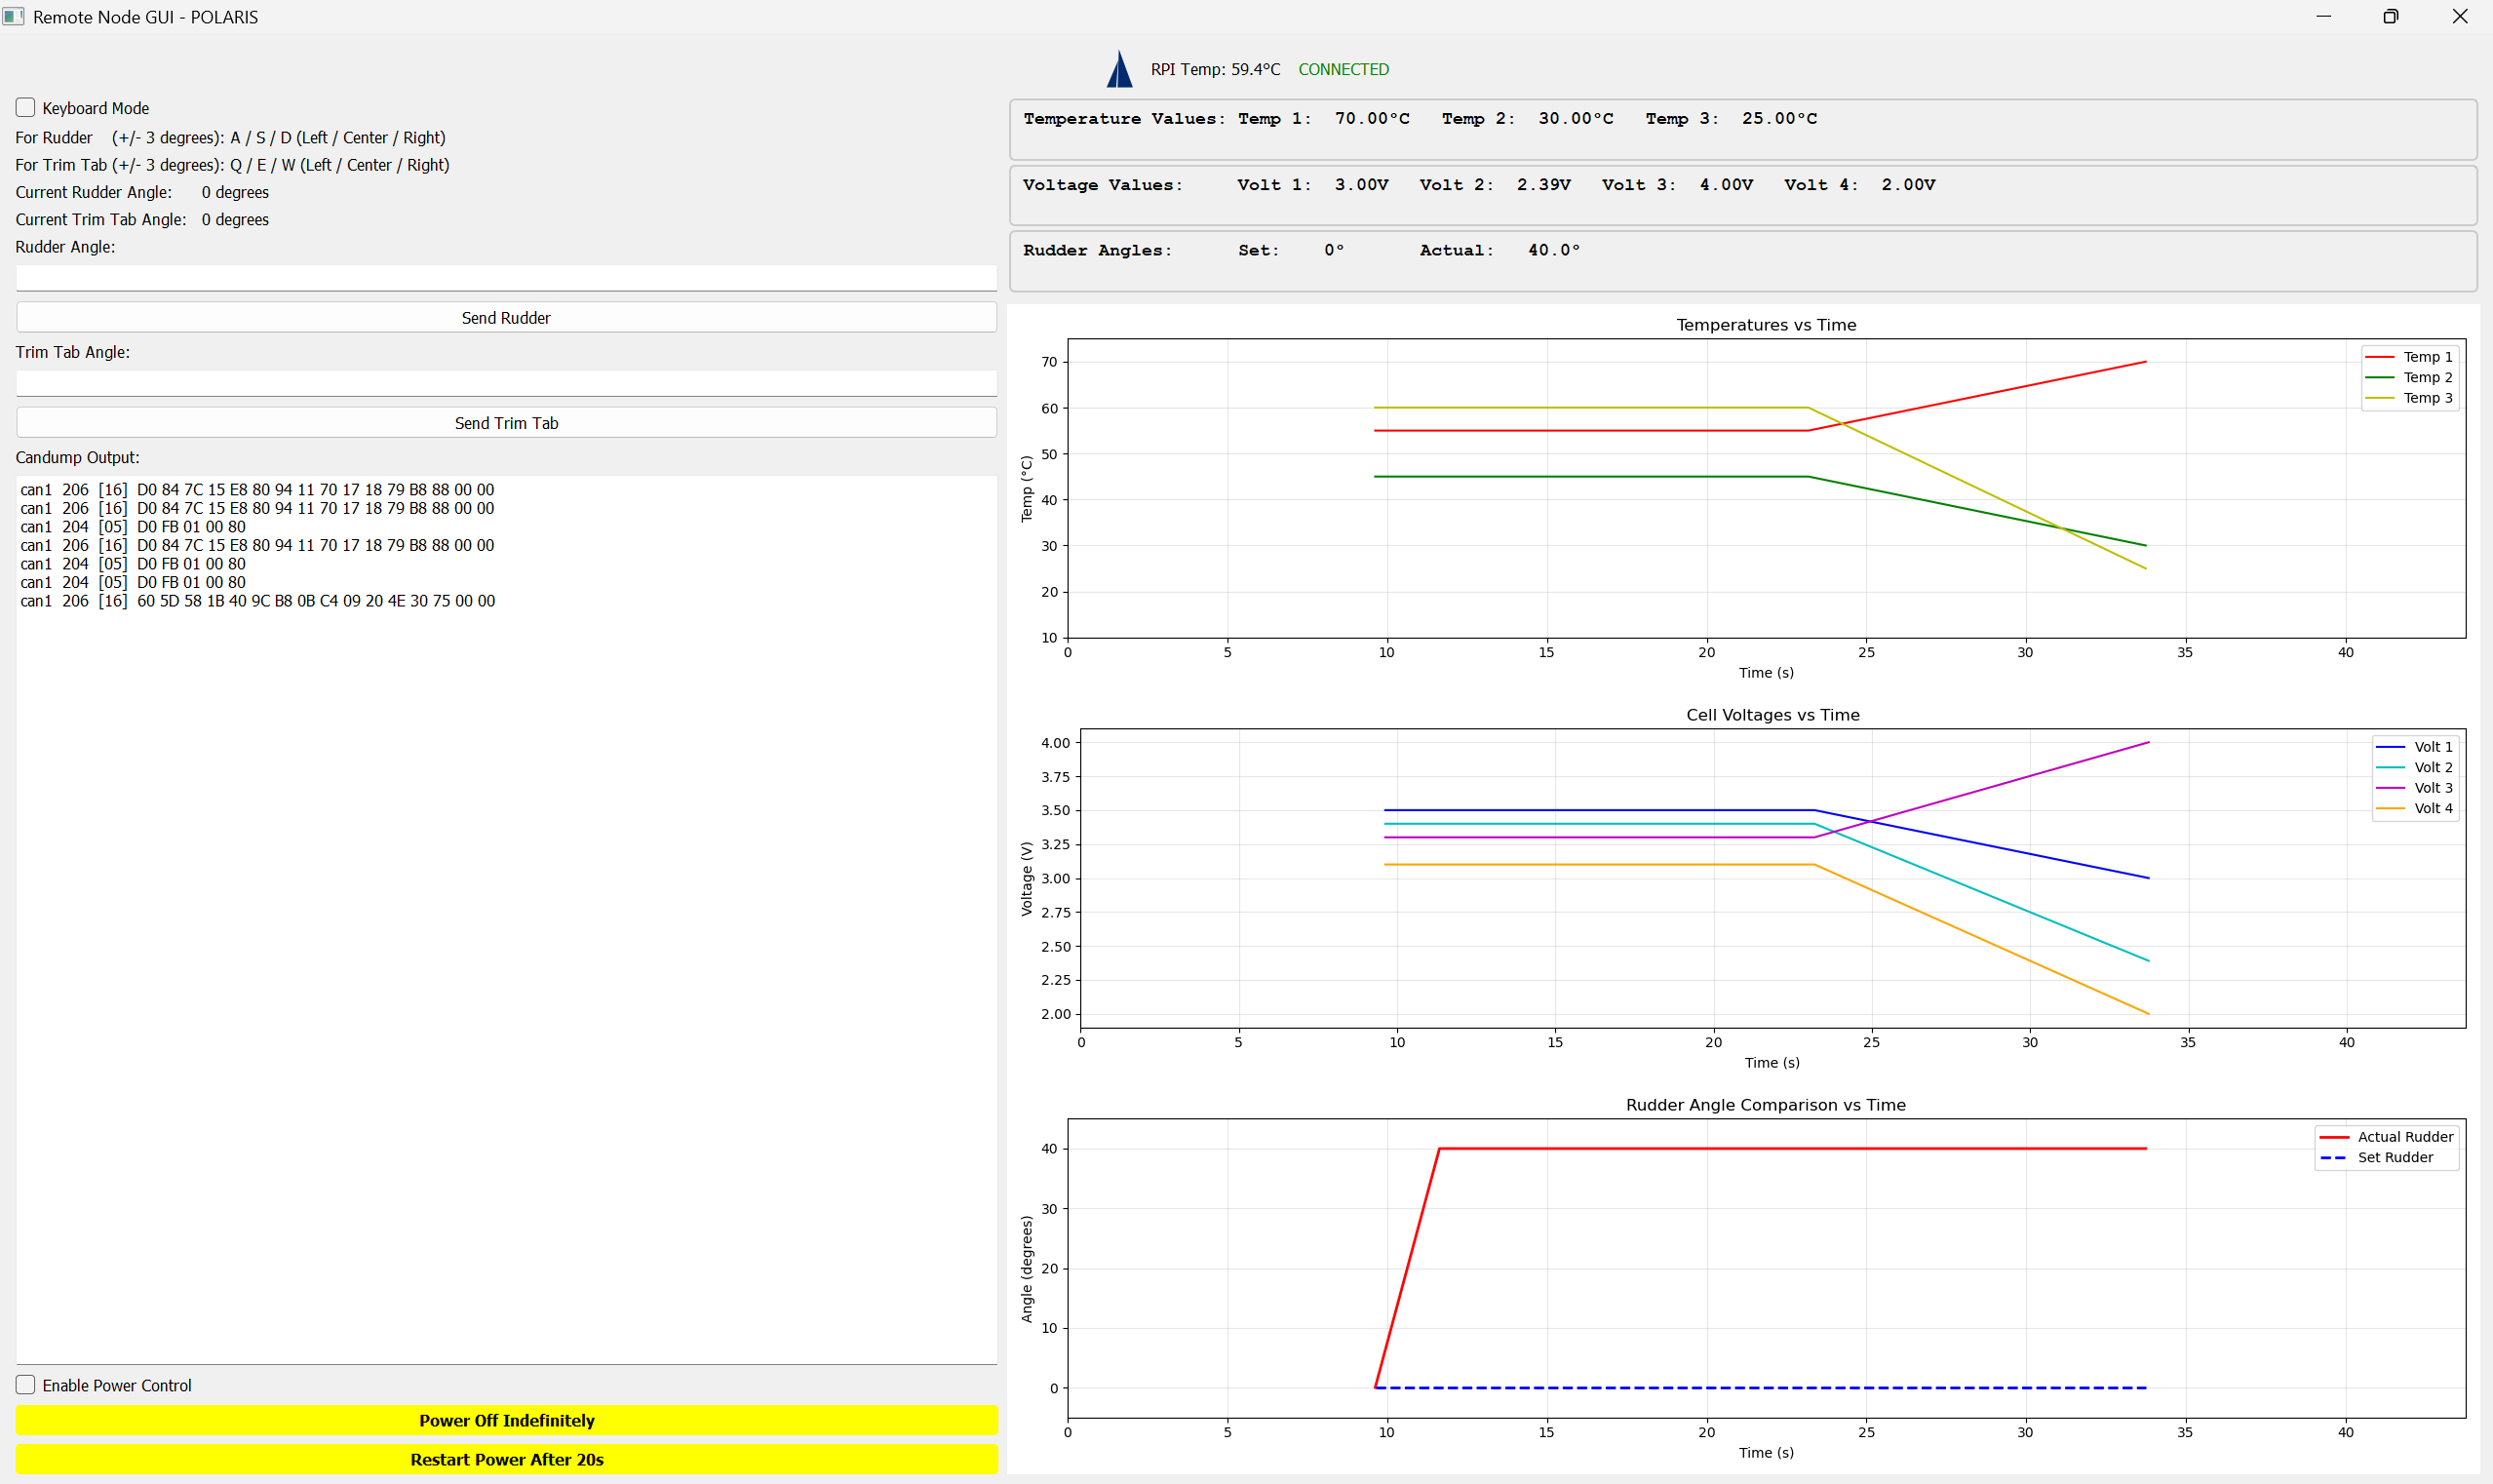 Remote Node GUI - POLARIS
RPI Temp: 59.4°C CONNECTED
Keyboard Mode
For Rudder (+/- 3 degrees): A / S / D (Left / Center / Right)
For Trim Tab (+/- 3 degrees): Q / E / W (Left / Center / Right)
Current Rudder Angle: 0 degrees
Current Trim Tab Angle: 0 degrees
Rudder Angle:
Send Rudder
Trim Tab Angle:
Send Trim Tab
Candump Output:
can1 206 [16] D0 84 7C 15 E8 80 94 11 70 17 18 79 B8 88 00 00
can1 206 [16] D0 84 7C 15 E8 80 94 11 70 17 18 79 B8 88 00 00
can1 204 [05] D0 FB 01 00 80
can1 206 [16] D0 84 7C 15 E8 80 94 11 70 17 18 79 B8 88 00 00
can1 204 [05] D0 FB 01 00 80
can1 204 [05] D0 FB 01 00 80
can1 206 [16] 60 5D 58 1B 40 9C B8 0B C4 09 20 4E 30 75 00 00
Enable Power Control
Power Off Indefinitely
Restart Power After 20s
Temperature Values: Temp 1: 70.00°C Temp 2: 30.00°C Temp 3: 25.00°C
Voltage Values: Volt 1: 3.00V Volt 2: 2.39V Volt 3: 4.00V Volt 4: 2.00V
Rudder Angles: Set: 0° Actual: 40.0°
Temperatures vs Time
Temp (°C)
70
60
50
40
30
20
10
Temp 1
Temp 2
Temp 3
0 5 10 15 20 25 30 35 40
Time (s)
Cell Voltages vs Time
Voltage (V)
4.00
3.75
3.50
3.25
3.00
2.75
2.50
2.25
2.00
Volt 1
Volt 2
Volt 3
Volt 4
0 5 10 15 20 25 30 35 40
Time (s)
Rudder Angle Comparison vs Time
Angle (degrees)
40
30
20
10
0
Actual Rudder
Set Rudder
0 5 10 15 20 25 30 35 40
Time (s)